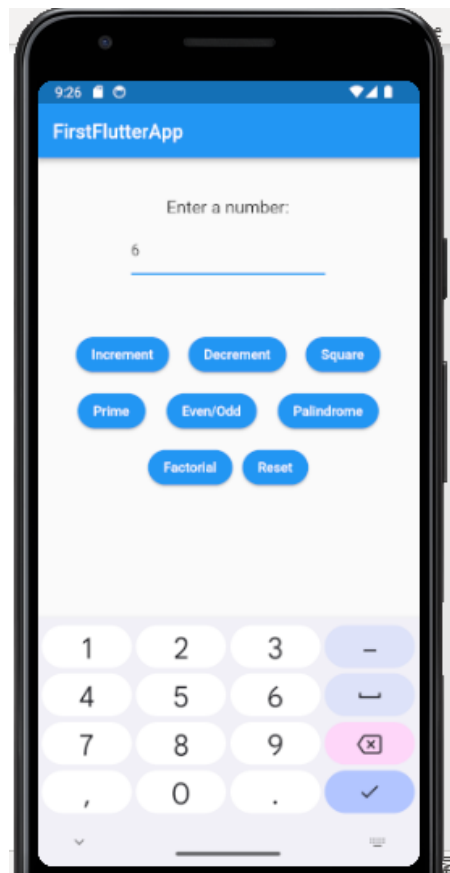 9:26
FirstFlutterApp
Enter a number:
6
Increment Decrement Square
Prime Even/Odd Palindrome
Factorial Reset
1 2 3 –
4 5 6
7 8 9
, 0 .